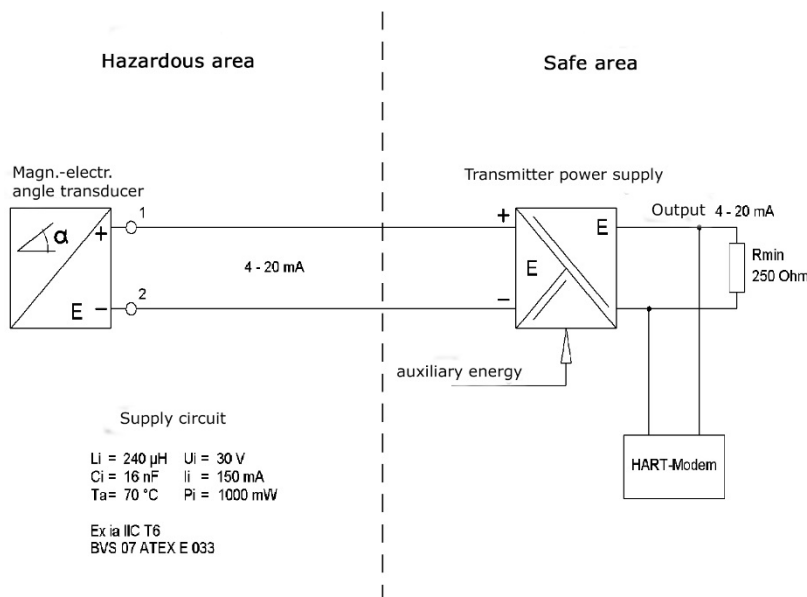 Hazardous area
Safe area
Magn.-electr.
angle transducer
Transmitter power supply
1
+
α
E
−
2
4 - 20 mA
+
−
E
E
Output 4 - 20 mA
Rmin
250 Ohm
auxiliary energy
HART-Modem
Supply circuit
Li = 240 µH Ui = 30 V
Ci = 16 nF Ii = 150 mA
Ta= 70 °C Pi = 1000 mW
Ex ia IIC T6
BVS 07 ATEX E 033